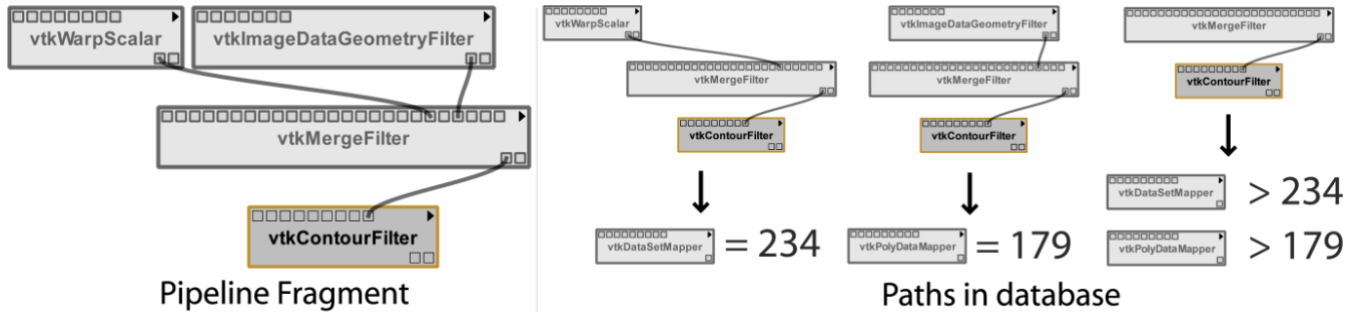 vtkWarpScalar
vtkImageDataGeometryFilter
vtkMergeFilter
vtkContourFilter
Pipeline Fragment
vtkWarpScalar
vtkMergeFilter
vtkContourFilter
vtkDataSetMapper = 234
vtkImageDataGeometryFilter
vtkMergeFilter
vtkContourFilter
vtkPolyDataMapper = 179
vtkMergeFilter
vtkContourFilter
vtkDataSetMapper > 234
vtkPolyDataMapper > 179
Paths in database